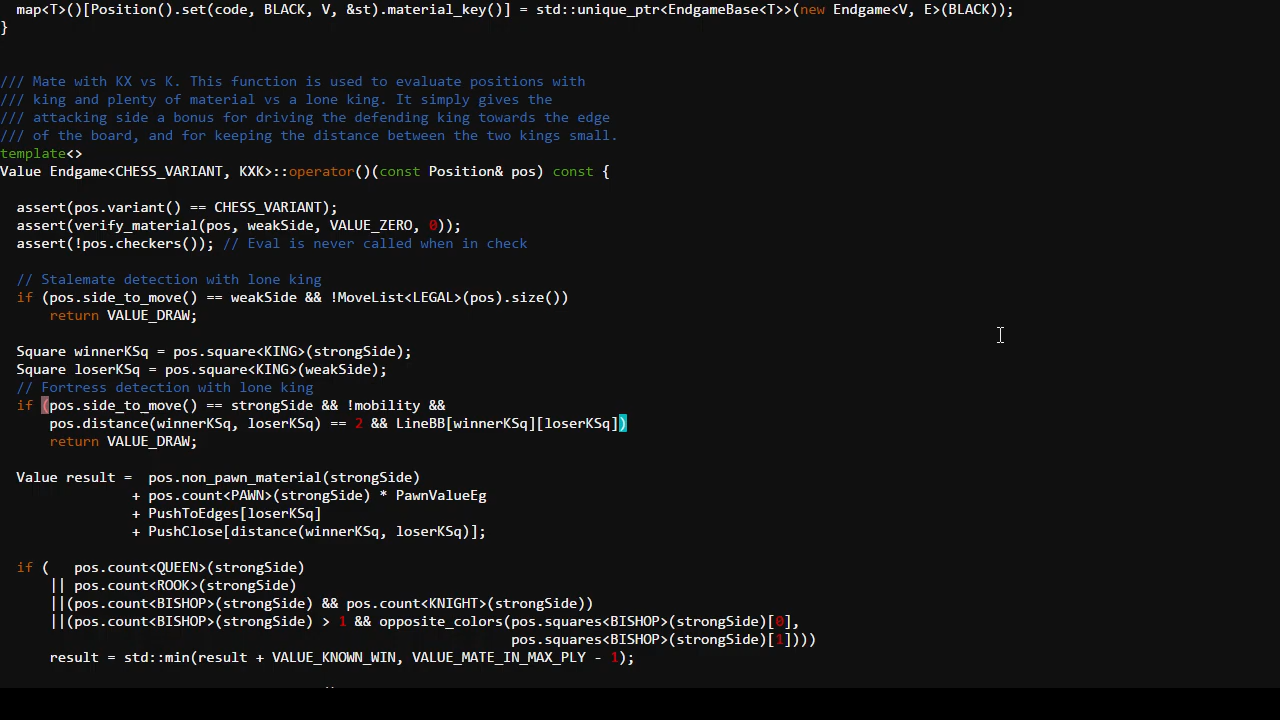 map<T>()[Position().set(code, BLACK, V, &st).material_key()] = std::unique_ptr<EndgameBase<T>>(new Endgame<V, E>(BLACK));
}
/// Mate with KX vs K. This function is used to evaluate positions with
/// king and plenty of material vs a lone king. It simply gives the
/// attacking side a bonus for driving the defending king towards the edge
/// of the board, and for keeping the distance between the two kings small.
template<>
Value Endgame<CHESS_VARIANT, KXK>::operator()(const Position& pos) const {
assert(pos.variant() == CHESS_VARIANT);
assert(verify_material(pos, weakSide, VALUE_ZERO, 0));
assert(!pos.checkers()); // Eval is never called when in check
// Stalemate detection with lone king
if (pos.side_to_move() == weakSide && !MoveList<LEGAL>(pos).size())
return VALUE_DRAW;
Square winnerKSq = pos.square<KING>(strongSide);
Square loserKSq = pos.square<KING>(weakSide);
// Fortress detection with lone king
if (pos.side_to_move() == strongSide && !mobility &&
pos.distance(winnerKSq, loserKSq) == 2 && LineBB[winnerKSq][loserKSq])
return VALUE_DRAW;
Value result =  pos.non_pawn_material(strongSide)
+ pos.count<PAWN>(strongSide) * PawnValueEg
+ PushToEdges[loserKSq]
+ PushClose[distance(winnerKSq, loserKSq)];
if (   pos.count<QUEEN>(strongSide)
|| pos.count<ROOK>(strongSide)
||(pos.count<BISHOP>(strongSide) && pos.count<KNIGHT>(strongSide))
||(pos.count<BISHOP>(strongSide) > 1 && opposite_colors(pos.squares<BISHOP>(strongSide)[0],
pos.squares<BISHOP>(strongSide)[1])))
result = std::min(result + VALUE_KNOWN_WIN, VALUE_MATE_IN_MAX_PLY - 1);